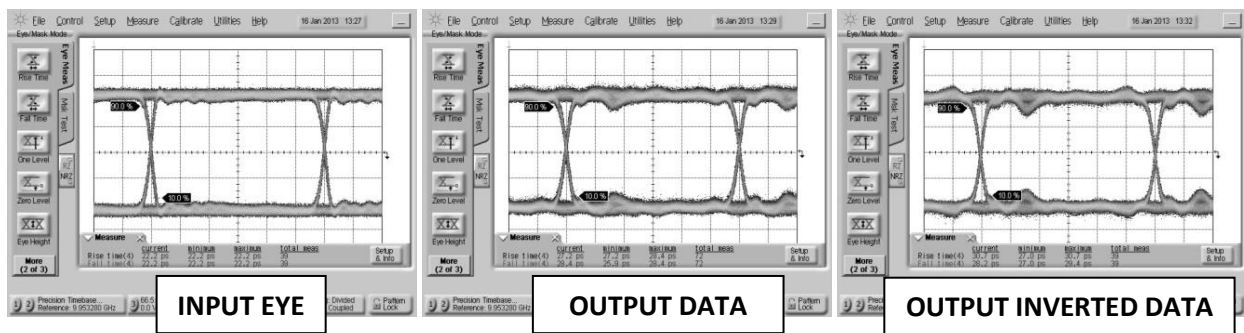 File Control Setup Measure Calibrate Utilities Help 16 Jan 2013 13:27
Eye/Mask Mode
Eye Meas
Msk Test
RZ
NRZ
Rise Time
Fall Time
One Level
Zero Level
Eye Height
More
(2 of 3)
90.0 %
10.0 %
Measure
current minimum maximum total meas
Rise time(4) 22.2 ps 22.2 ps 22.2 ps 39
Fall time(4) 22.2 ps 22.2 ps 22.2 ps 39
Setup
& Info
Precision Timebase...
Reference: 9.953280 GHz
Pattern
Lock
INPUT EYE
File Control Setup Measure Calibrate Utilities Help 16 Jan 2013 13:29
Eye/Mask Mode
Eye Meas
Msk Test
RZ
NRZ
Rise Time
Fall Time
One Level
Zero Level
Eye Height
More
(2 of 3)
90.0 %
10.0 %
Measure
current minimum maximum total meas
Rise time(4) 27.2 ps 27.2 ps 28.4 ps 72
Fall time(4) 28.4 ps 25.9 ps 28.4 ps 72
Setup
& Info
Precision Timebase...
Reference: 9.953280 GHz
Pattern
Lock
OUTPUT DATA
File Control Setup Measure Calibrate Utilities Help 16 Jan 2013 13:32
Eye/Mask Mode
Eye Meas
Msk Test
RZ
NRZ
Rise Time
Fall Time
One Level
Zero Level
Eye Height
More
(2 of 3)
90.0 %
10.0 %
Measure
current minimum maximum total meas
Rise time(4) 30.7 ps 27.0 ps 30.7 ps 39
Fall time(4) 28.2 ps 27.0 ps 29.4 ps 39
Setup
& Info
Pattern
Lock
OUTPUT INVERTED DATA